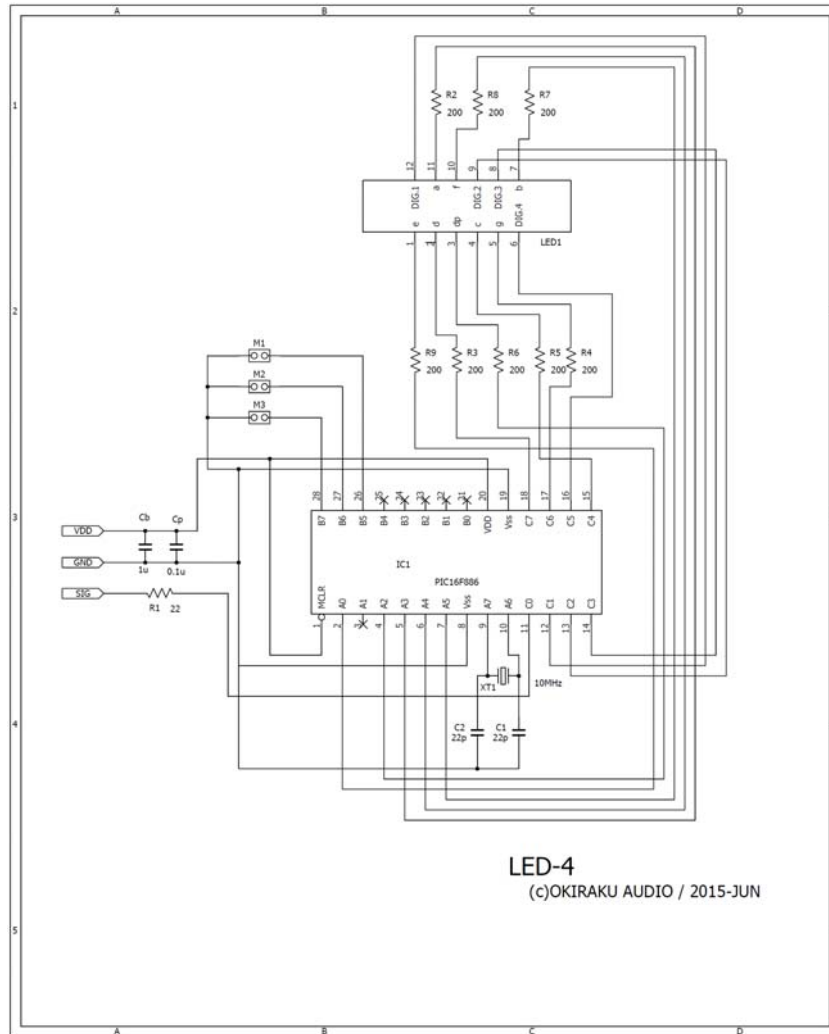 A B C D
1
R2 R8 R7
200 200 200
12 11 10 9 8 7
DIG.1 a f DIG.2 DIG.3 b
e d dp c g DIG.4
1 2 3 4 5 6
LED1
2
M1
R9 R3 R6 R5 R4
200 200 200 200 200
M2
M3
28 27 26 25 24 23 22 21 20 19 18 17 16 15
3
B7 B6 B5 B4 B3 B2 B1 B0 VDD Vss C7 C6 C5 C4
Cb Cp
VDD
GND
1u 0.1u
IC1
PIC16F886
SIG
R1 22
MCLR A0 A1 A2 A3 A4 A5 Vss A7 A6 C0 C1 C2 C3
1 2 3 4 5 6 7 8 9 10 11 12 13 14
XT1 10MHz
4
C2 C1
22p 22p
LED-4
(c)OKIRAKU AUDIO / 2015-JUN
5
A B C D